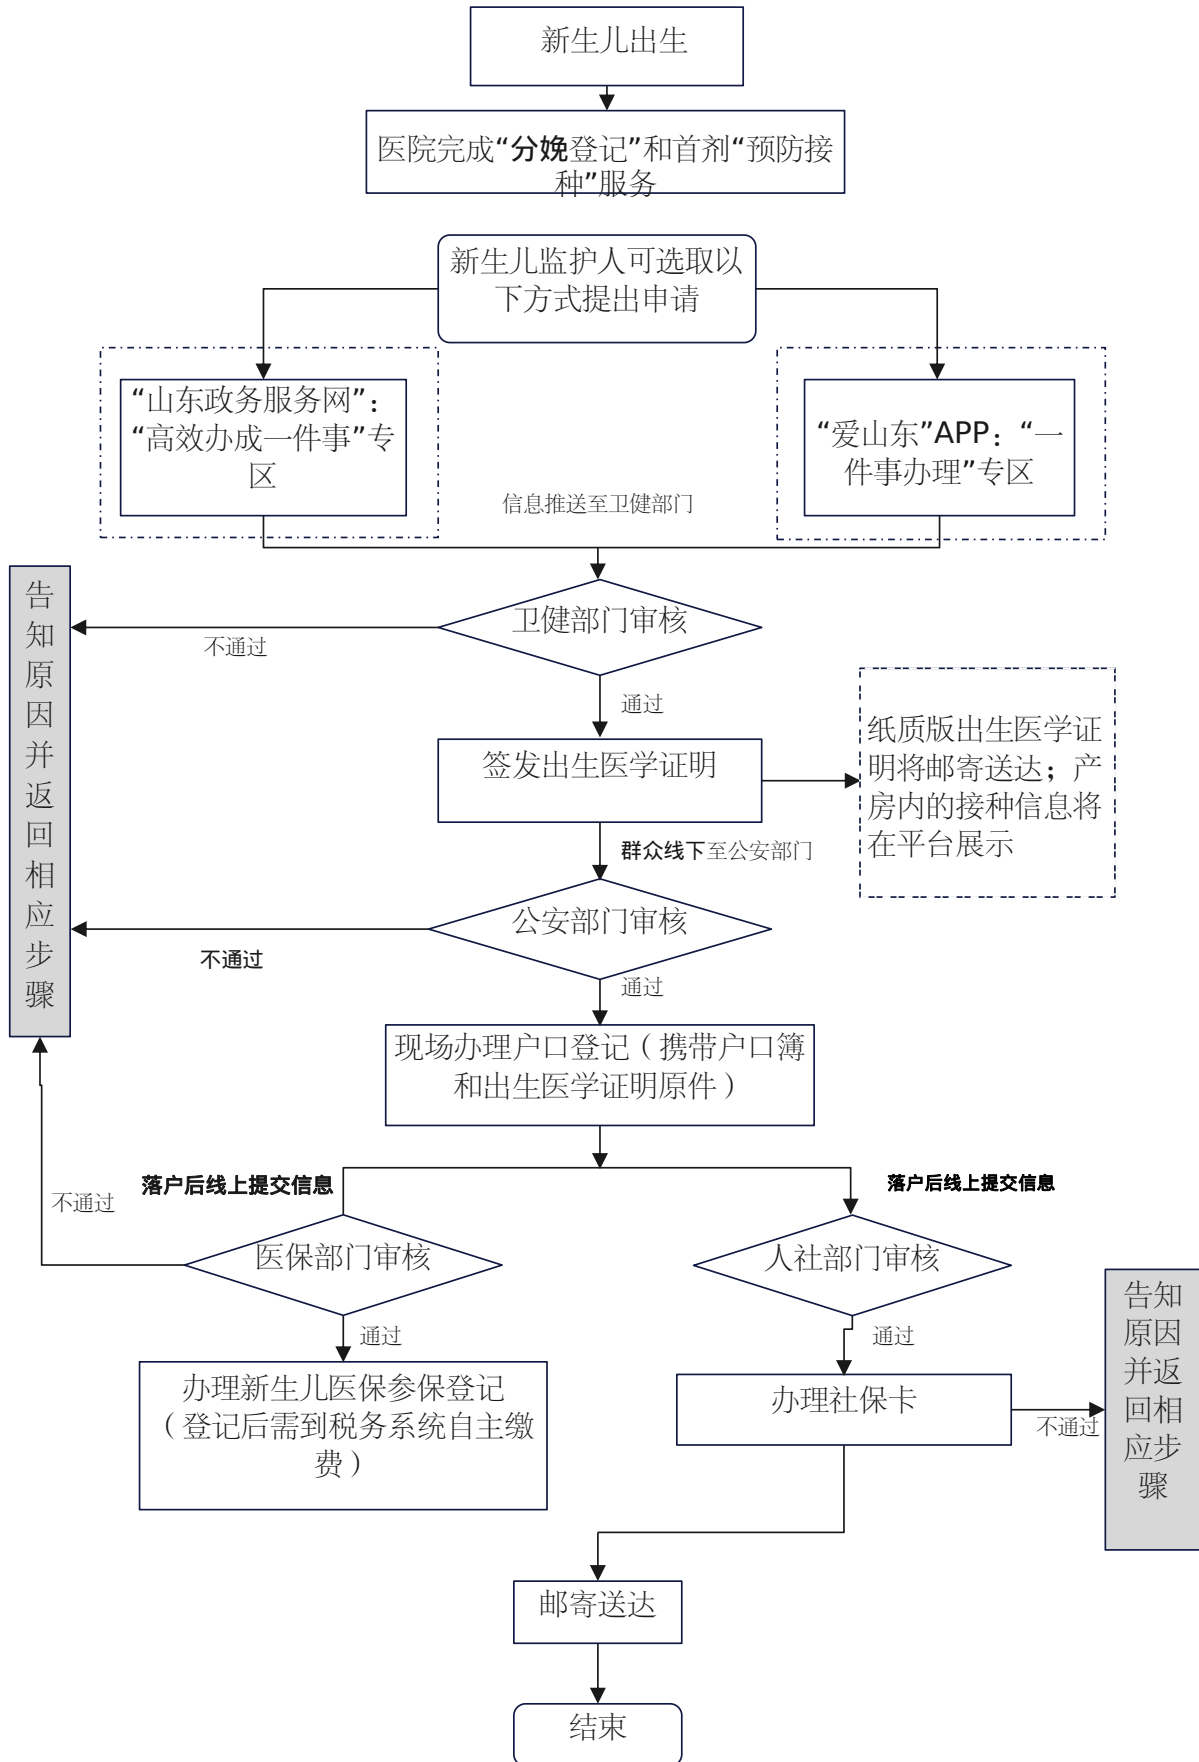 新生儿出生
医院完成“分娩登记”和首剂“预防接
种”服务
新生儿监护人可选取以
下方式提出申请
“山东政务服务网”：
“高效办成一件事”专
区
“爱山东”APP：“一
件事办理”专区
信息推送至卫健部门
告
知
原
因
并
返
回
相
应
步
骤
卫健部门审核
不通过
通过
签发出生医学证明
纸质版出生医学证
明将邮寄送达；产
房内的接种信息将
在平台展示
群众线下至公安部门
公安部门审核
不通过
通过
现场办理户口登记（携带户口簿
和出生医学证明原件）
落户后线上提交信息
落户后线上提交信息
不通过
医保部门审核
人社部门审核
通过
通过
办理新生儿医保参保登记
（登记后需到税务系统自主缴
费）
办理社保卡
不通过
告知
原因
并返
回相
应步
骤
邮寄送达
结束